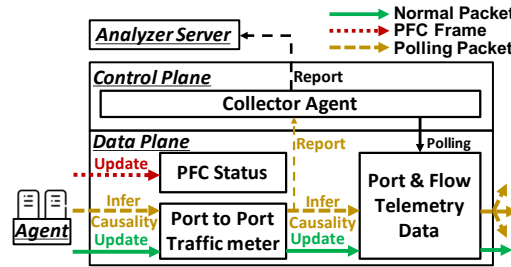 Analyzer Server
Normal Packet
PFC Frame
Polling Packet
Report
Control Plane
Collector Agent
Data Plane
Report
Polling
Update
PFC Status
Infer
Causality
Update
Port to Port
Traffic meter
Infer
Causality
Update
Port & Flow
Telemetry
Data
Agent